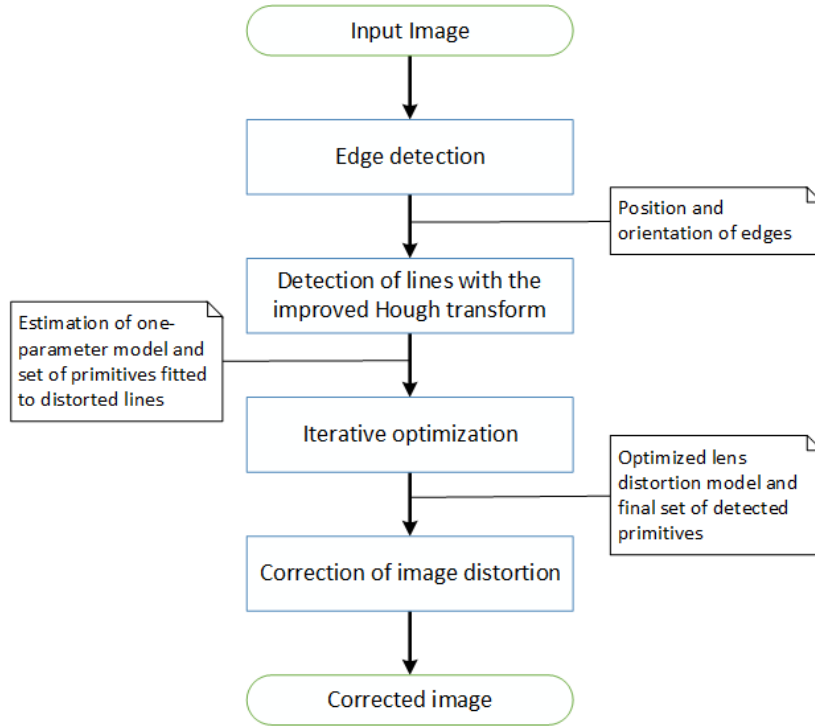 Input Image
Edge detection
Position and
orientation of edges
Detection of lines with the
improved Hough transform
Estimation of one-
parameter model and
set of primitives fitted
to distorted lines
Iterative optimization
Optimized lens
distortion model and
final set of detected
primitives
Correction of image distortion
Corrected image